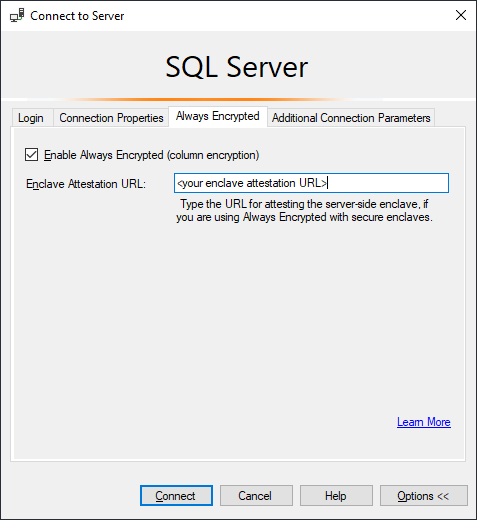 Connect to Server
SQL Server
Login
Connection Properties
Always Encrypted
Additional Connection Parameters
Enable Always Encrypted (column encryption)
Enclave Attestation URL:
<your enclave attestation URL>
Type the URL for attesting the server-side enclave, if
you are using Always Encrypted with secure enclaves.
Learn More
Connect
Cancel
Help
Options <<